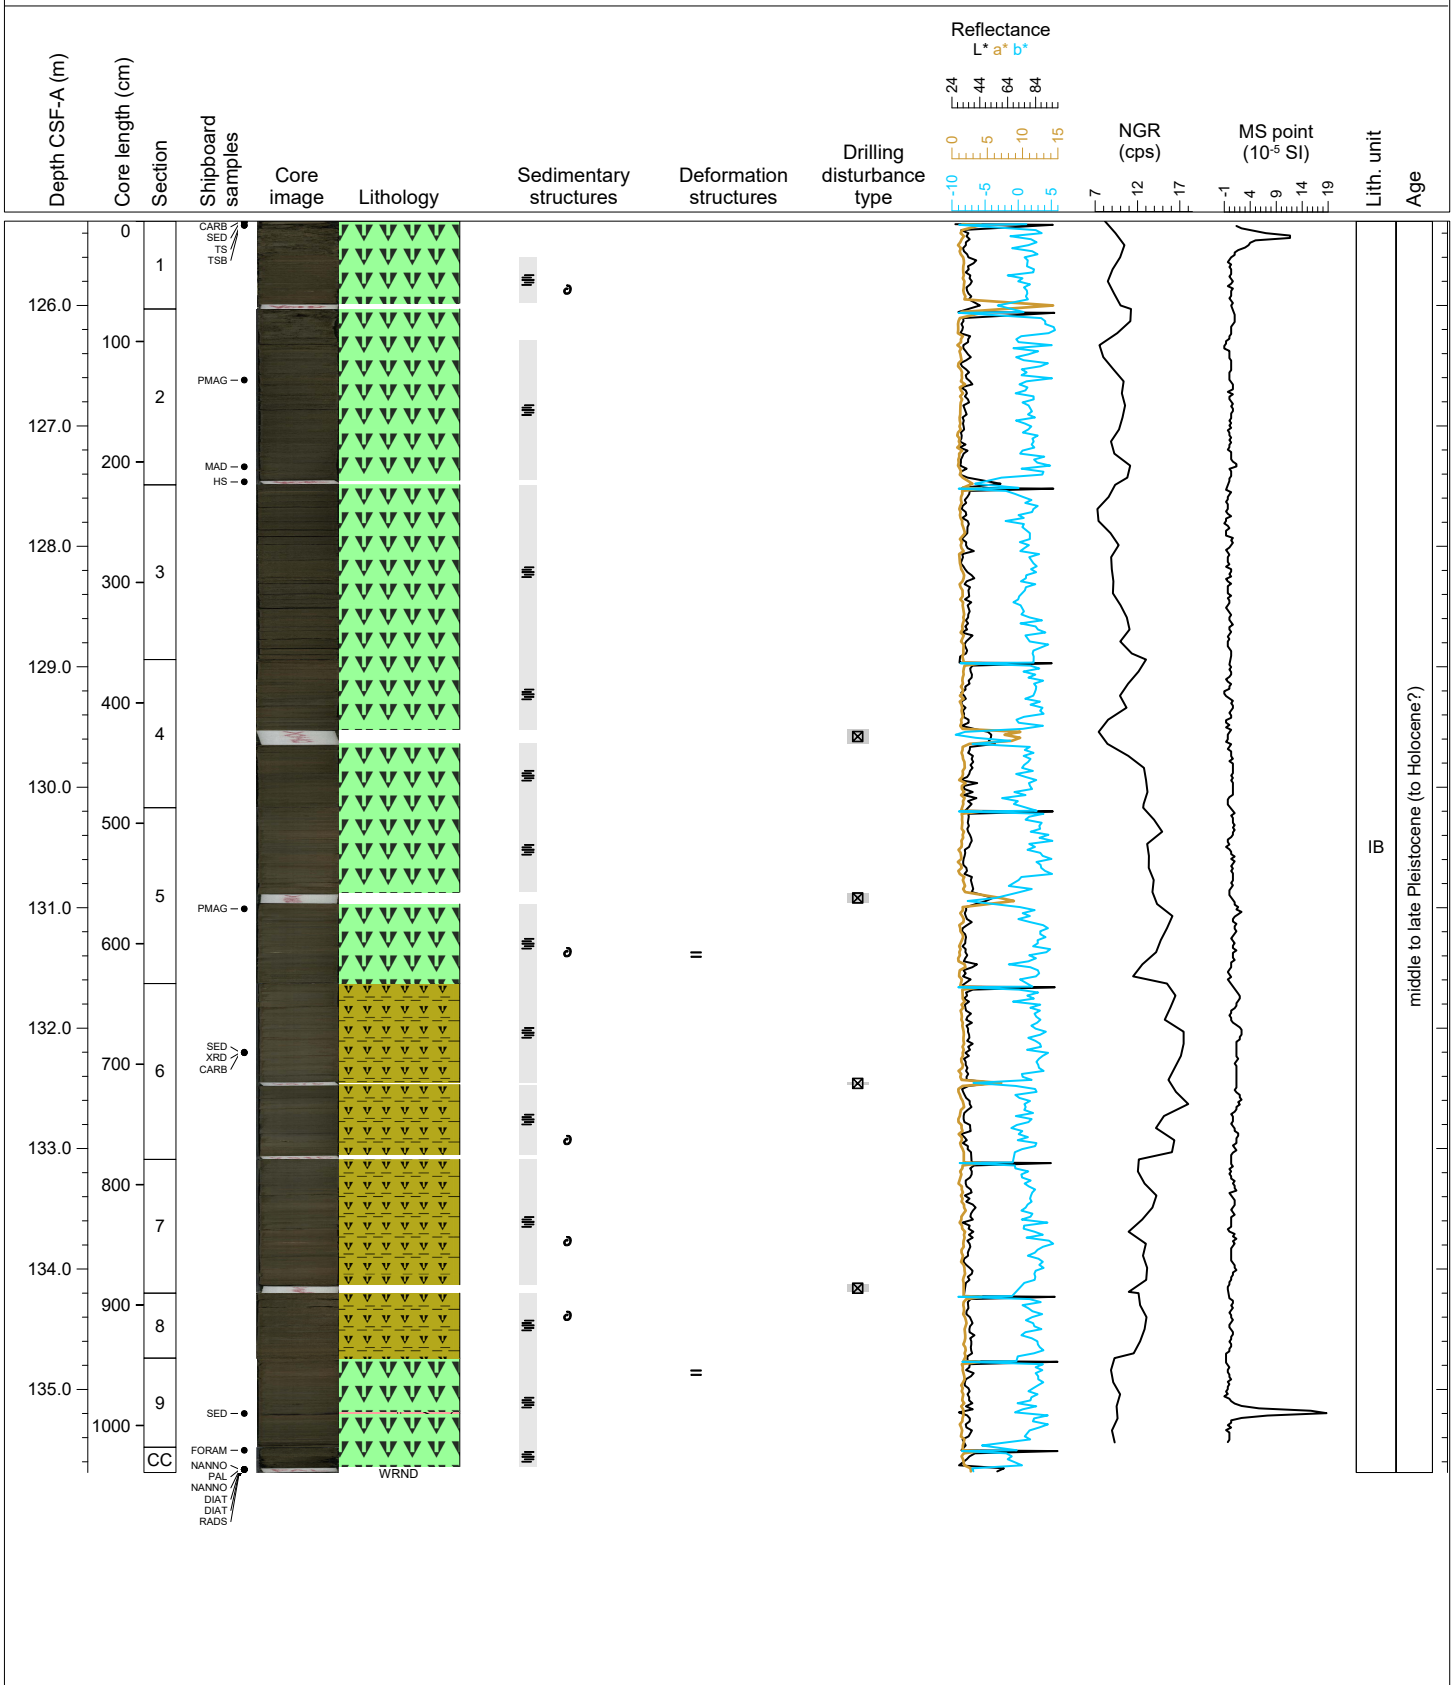 Reflectance
L* a* b*
24 44 64 84
0 5 10 15
-10 -5 0 5
Depth CSF-A (m)
Core length (cm)
Section
Shipboard
samples
Core
image
Lithology
Sedimentary
structures
Deformation
structures
Drilling
disturbance
type
NGR
(cps)
7 12 17
MS point
(10-5 SI)
-1 4 9 14 19
Lith. unit
Age
0
CARB
SED
TS
TSB
1
126.0
100
PMAG
2
127.0
200
MAD
HS
128.0
3
300
129.0
400
4
130.0
500
IB
5
131.0
PMAG
600
middle to late Pleistocene (to Holocene?)
132.0
SED
XRD
CARB
700
6
133.0
800
7
134.0
900
8
135.0
9
SED
1000
FORAM
CC
NANNO
WRND
PAL
NANNO
DIAT
DIAT
RADS